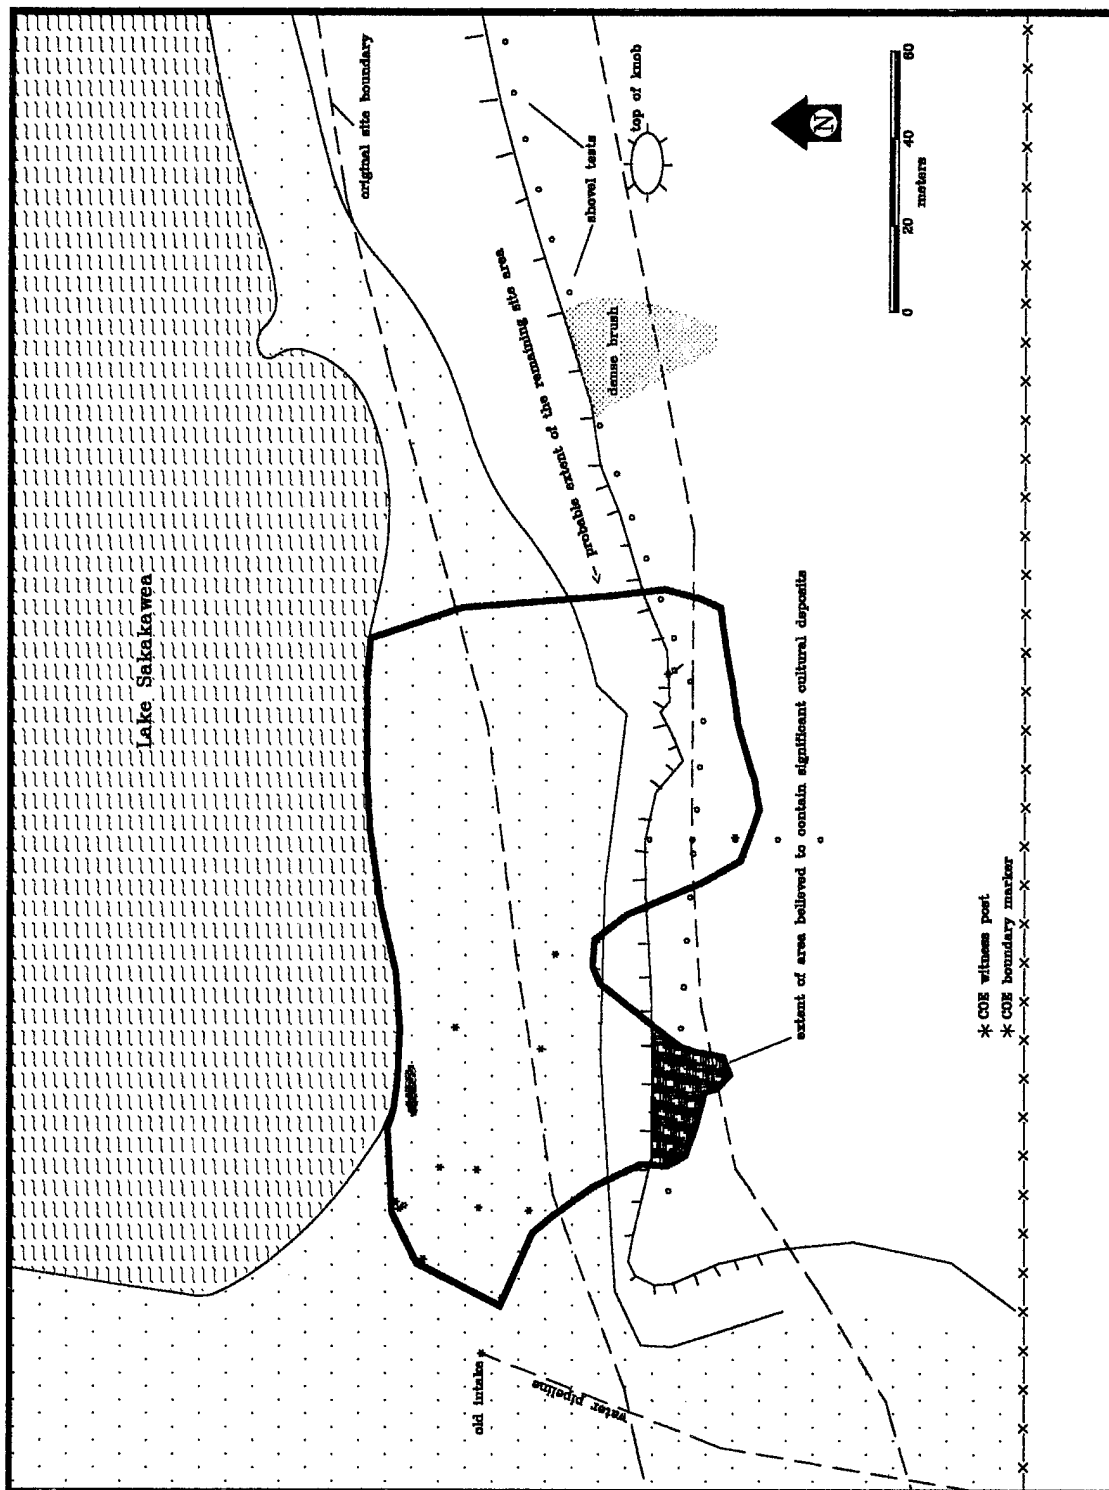 Lake Sakakawea
original site boundary
shovel tests
top of knob
N
0 20 40 60
meters
probable extent of the remaining site area
dense brush
extent of area believed to contain significant cultural deposits
COE witness post
COE boundary marker
old intake
water pipeline